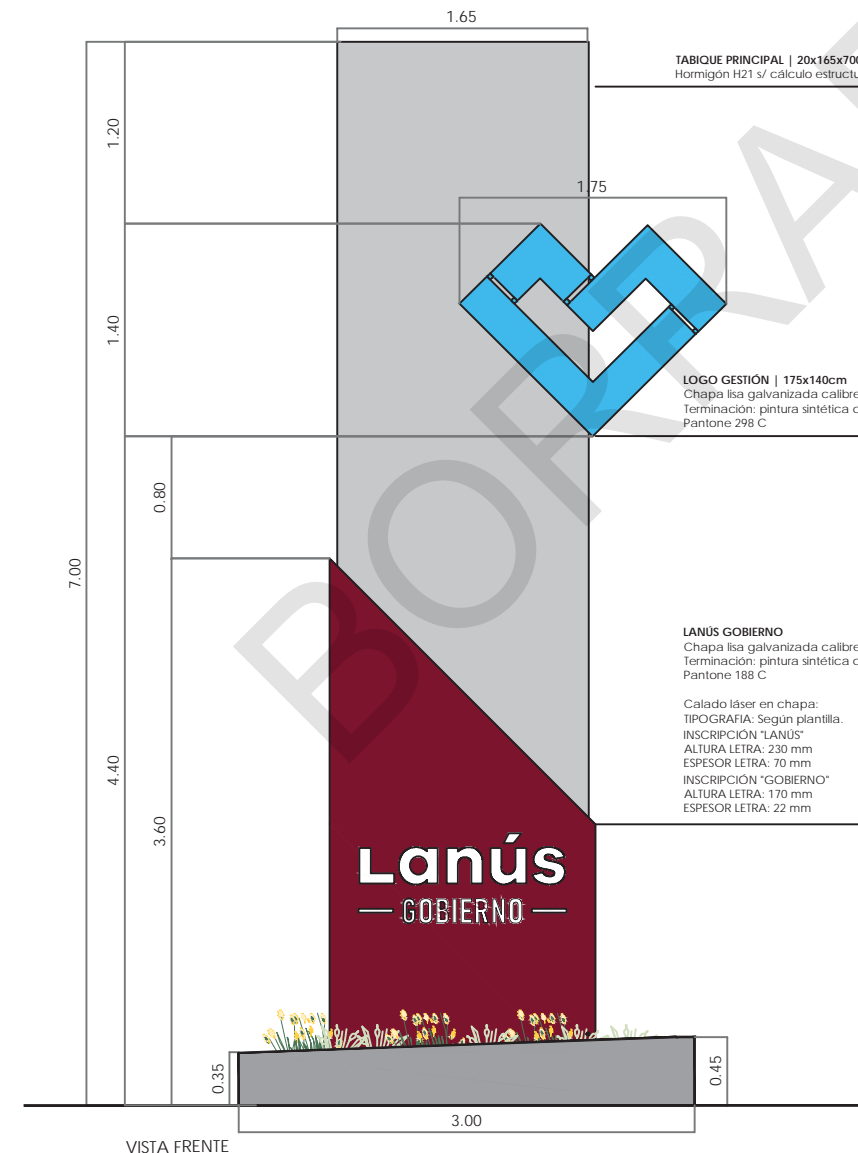 1.65
TABIQUE PRINCIPAL | 20x165x700
Hormigón H21 s/ cálculo
1.20
1.75
1.40
LOGO GESTIÓN | 175x140cm
Chapa lisa galvanizada calibre
Terminación: pintura sintética
Pantone 298 C
0.80
7.00
LANÚS GOBIERNO
Chapa lisa galvanizada calibre
Terminación: pintura sintética
Pantone 188 C
Calado láser en chapa:
TIPOGRAFIA: Según plantilla.
INSCRIPCIÓN "LANÚS"
ALTURA LETRA: 230 mm
ESPESOR LETRA: 70 mm
INSCRIPCIÓN "GOBIERNO"
ALTURA LETRA: 170 mm
ESPESOR LETRA: 22 mm
4.40
3.60
Lanús
GOBIERNO
0.35
0.45
3.00
VISTA FRENTE
BORRA